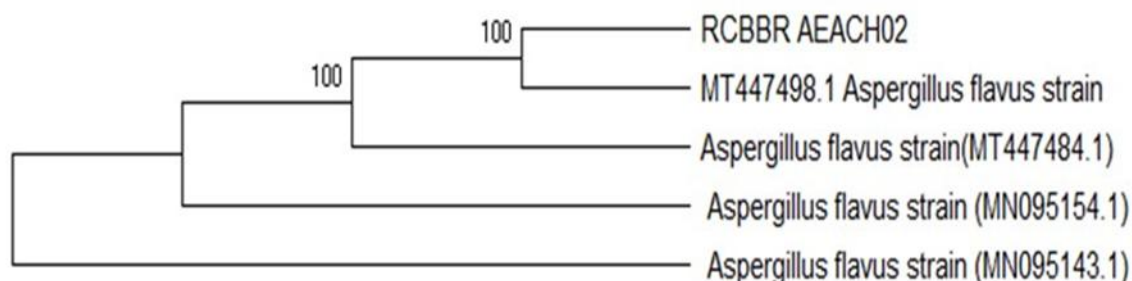 100
RCBBR AEACH02
100
MT447498.1 Aspergillus flavus strain
Aspergillus flavus strain(MT447484.1)
Aspergillus flavus strain (MN095154.1)
Aspergillus flavus strain (MN095143.1)